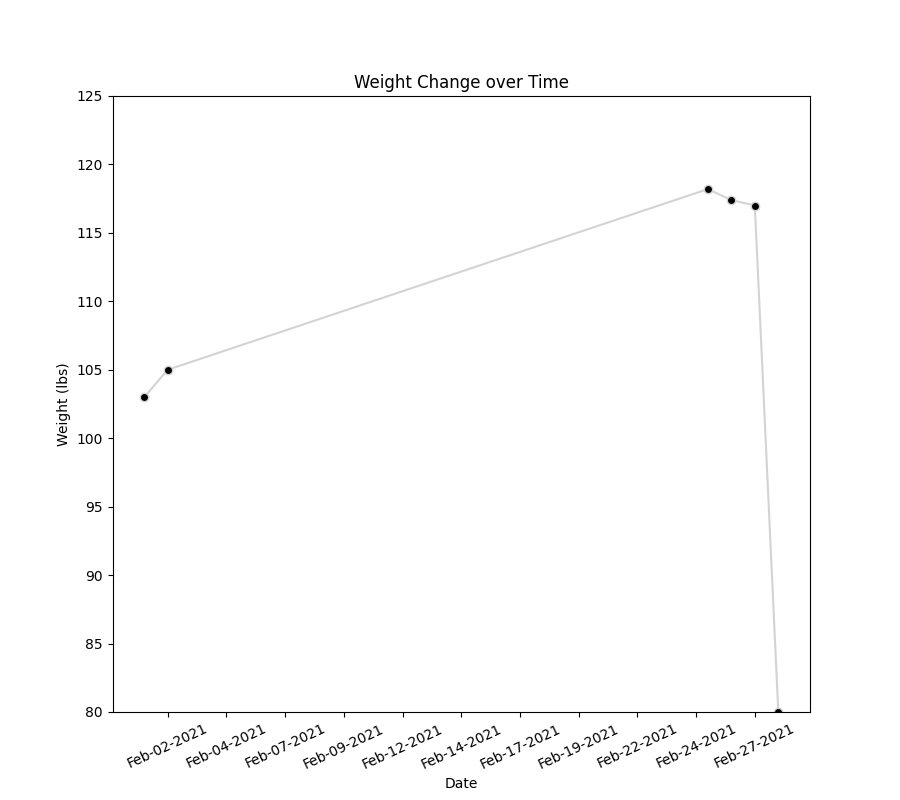 Weight Change over Time
125
120
115
110
105
100
95
90
85
80
Weight (lbs)
Feb-02-2021
Feb-04-2021
Feb-07-2021
Feb-09-2021
Feb-12-2021
Feb-14-2021
Feb-17-2021
Feb-19-2021
Feb-22-2021
Feb-24-2021
Feb-27-2021
Date